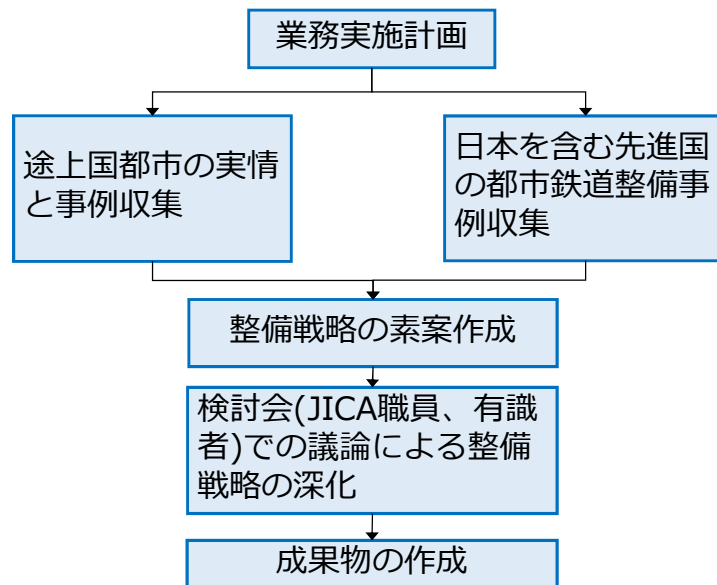 業務実施計画
途上国都市の実情
と事例収集
日本を含む先進国
の都市鉄道整備事
例収集
整備戦略の素案作成
検討会(JICA職員、有識
者)での議論による整備
戦略の深化
成果物の作成